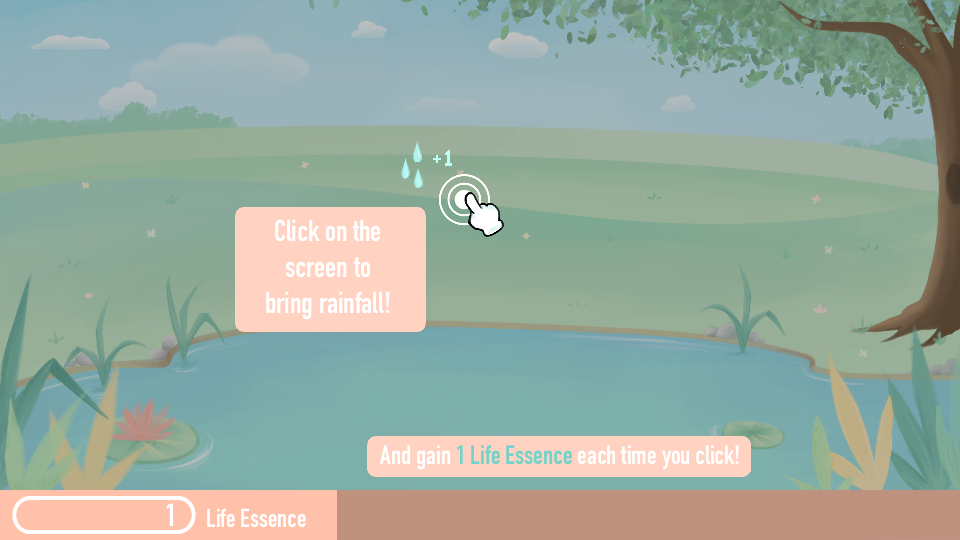 +1
Click on the
screen to
bring rainfall!
And gain 1 Life Essence each time you click!
1 Life Essence